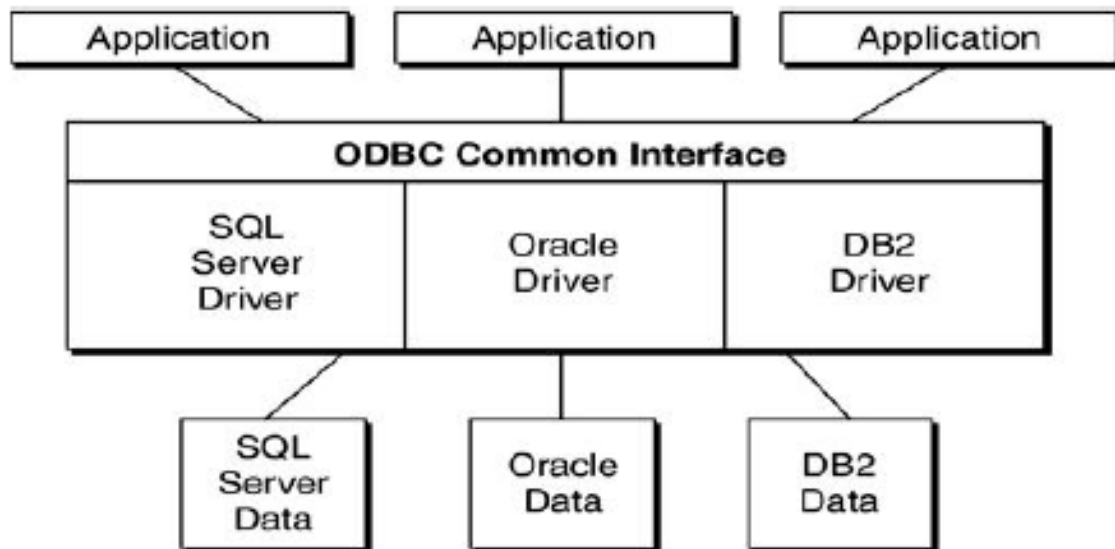 Application
Application
Application
ODBC Common Interface
SQL
Server
Driver
Oracle
Driver
DB2
Driver
SQL
Server
Data
Oracle
Data
DB2
Data